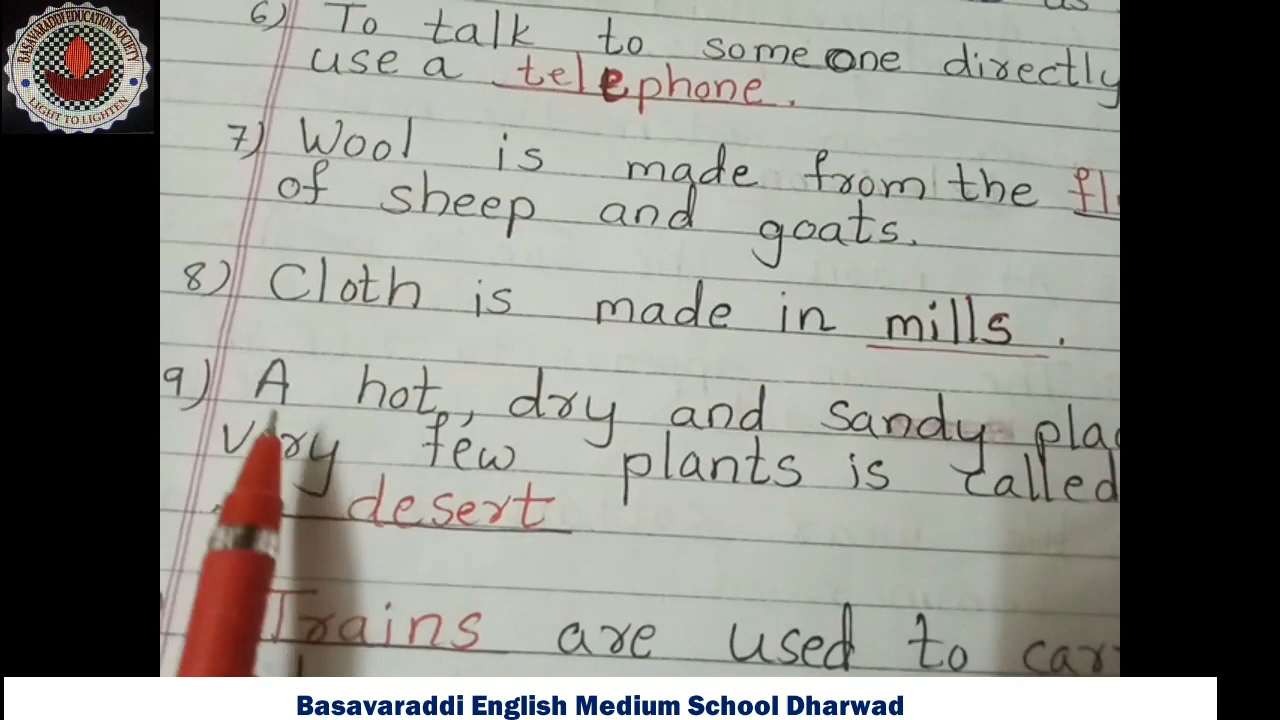 BASAVARADDI EDUCATION SOCIETY
LIGHT TO LIGHTEN
6) To talk to someone directly
use a telephone.
7) Wool is made from the
of sheep and goats.
8) Cloth is made in mills.
9) A hot, dry and sandy
very few plants is called
desert
Trains are used to
Basavaraddi English Medium School Dharwad